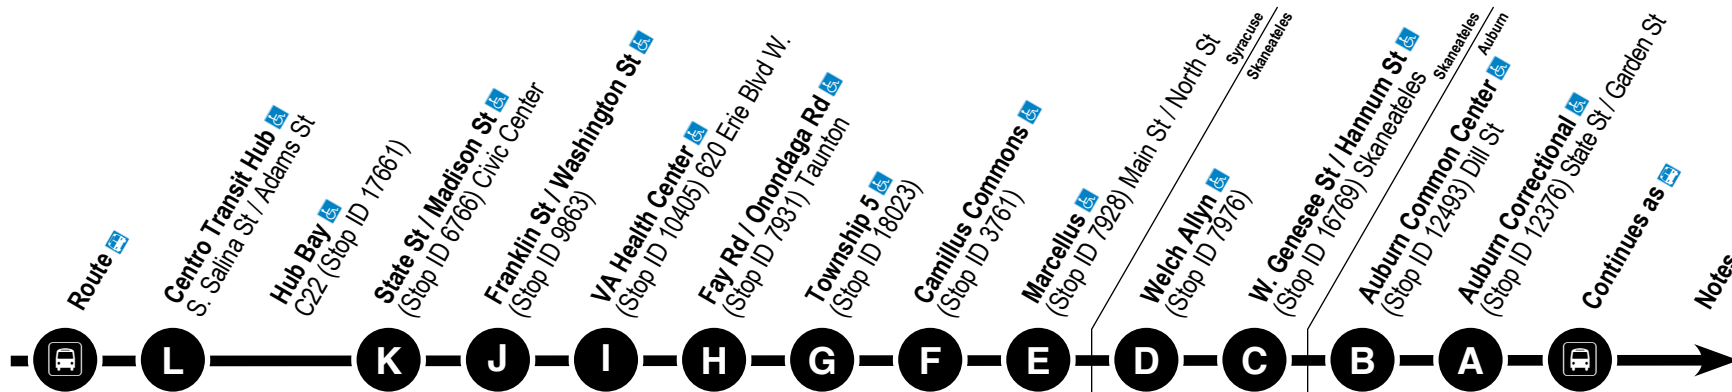 Route
Centro Transit Hub
S. Salina St / Adams St
Hub Bay
C22 (Stop ID 17661)
State St / Madison St
(Stop ID 6766) Civic Center
Franklin St / Washington St
(Stop ID 9863)
VA Health Center
(Stop ID 10405) 620 Erie Blvd W.
Fay Rd / Onondaga Rd
(Stop ID 7931) Taunton
Township 5
(Stop ID 18023)
Camillus Commons
(Stop ID 3761)
Marcellus
(Stop ID 7928) Main St / North St
Syracuse
Skaneateles
Welch Allyn
(Stop ID 7976)
W. Genesee St / Hannum St
(Stop ID 16769) Skaneateles
Skaneateles
Auburn
Auburn Common Center
(Stop ID 12493) Dill St
Auburn Correctional
(Stop ID 12376) State St / Garden St
Continues as
Notes
L K J I H G F E D C B A